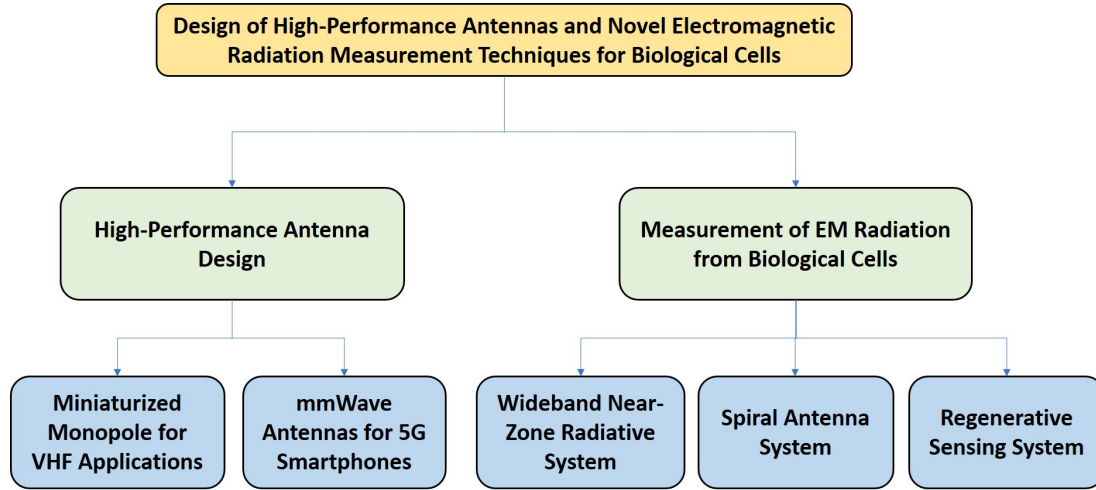 Design of High-Performance Antennas and Novel Electromagnetic
Radiation Measurement Techniques for Biological Cells
High-Performance Antenna
Design
Measurement of EM Radiation
from Biological Cells
Miniaturized
Monopole for
VHF Applications
mmWave
Antennas for 5G
Smartphones
Wideband Near-
Zone Radiative
System
Spiral Antenna
System
Regenerative
Sensing System